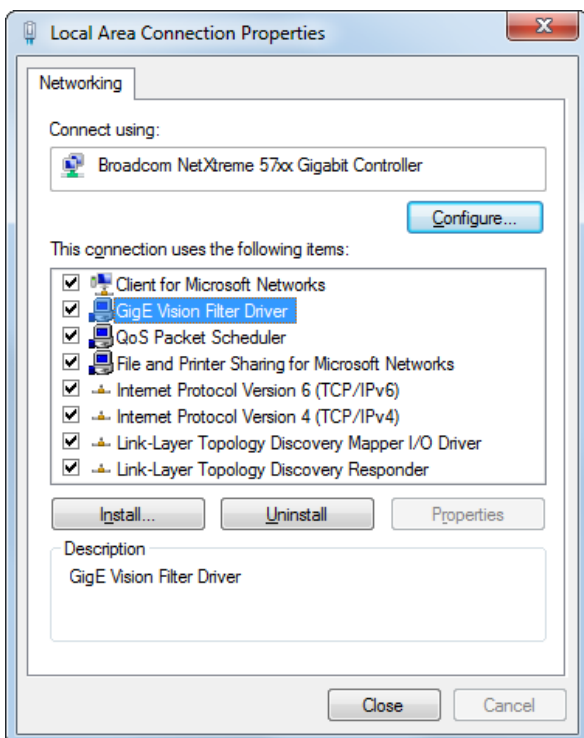 Local Area Connection Properties
Networking
Connect using:
Broadcom NetXtreme 57xx Gigabit Controller
Configure...
This connection uses the following items:
Client for Microsoft Networks
GigE Vision Filter Driver
QoS Packet Scheduler
File and Printer Sharing for Microsoft Networks
Internet Protocol Version 6 (TCP/IPv6)
Internet Protocol Version 4 (TCP/IPv4)
Link-Layer Topology Discovery Mapper I/O Driver
Link-Layer Topology Discovery Responder
Install... Uninstall Properties
Description
GigE Vision Filter Driver
Close Cancel